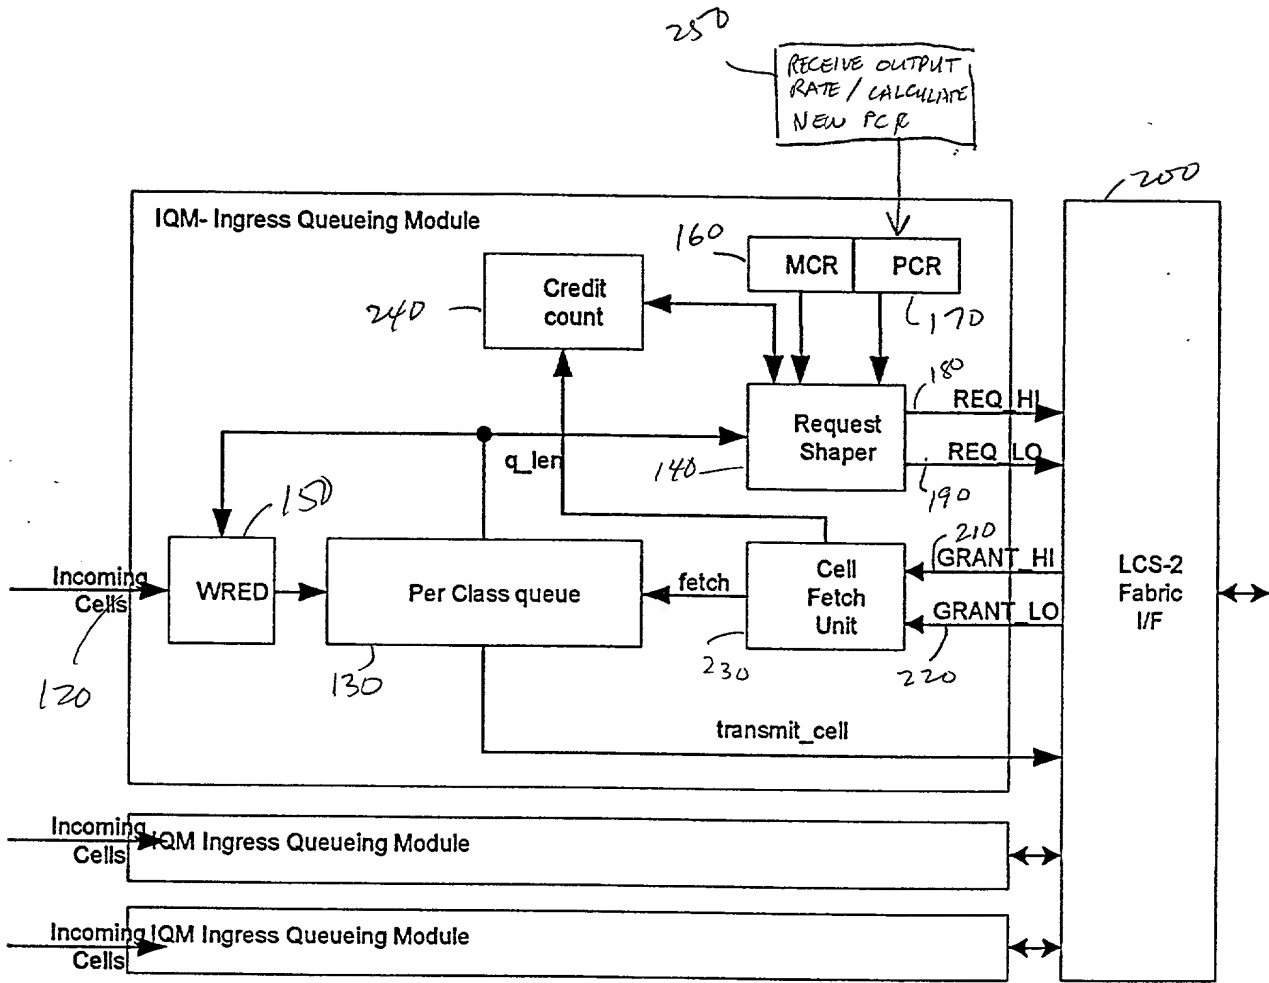 250
RECEIVE OUTPUT
RATE / CALCULATE
NEW PCR
200
IQM- Ingress Queueing Module
160
MCR
PCR
170
Credit
count
240
180
REQ_HI
Request
Shaper
REQ_LO
140
190
q_len
150
210
GRANT_HI
LCS-2
Fabric
I/F
Incoming
Cells
WRED
Per Class queue
fetch
Cell
Fetch
Unit
GRANT_LO
120
130
230
220
transmit_cell
Incoming
Cells
IQM Ingress Queueing Module
Incoming
Cells
IQM Ingress Queueing Module